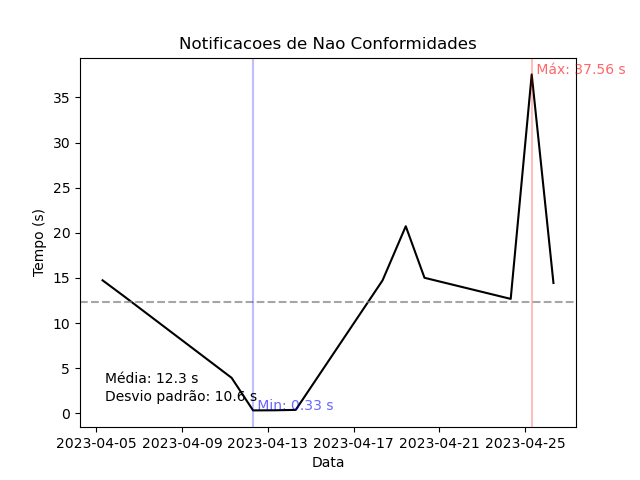 Notificacoes de Nao Conformidades
Máx: 37.56 s
35
30
25
20
15
10
5
0
Tempo (s)
Média: 12.3 s
Desvio padrão: 10.6 s
Min: 0.33 s
2023-04-05 2023-04-09 2023-04-13 2023-04-17 2023-04-21 2023-04-25
Data